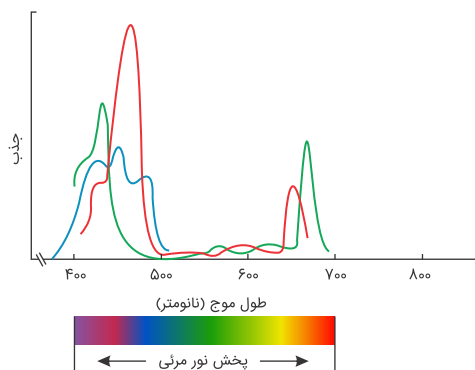 جذب
۴۰۰ ۵۰۰ ۶۰۰ ۷۰۰ ۸۰۰
طول موج (نانومتر)
پخش نور مرئی